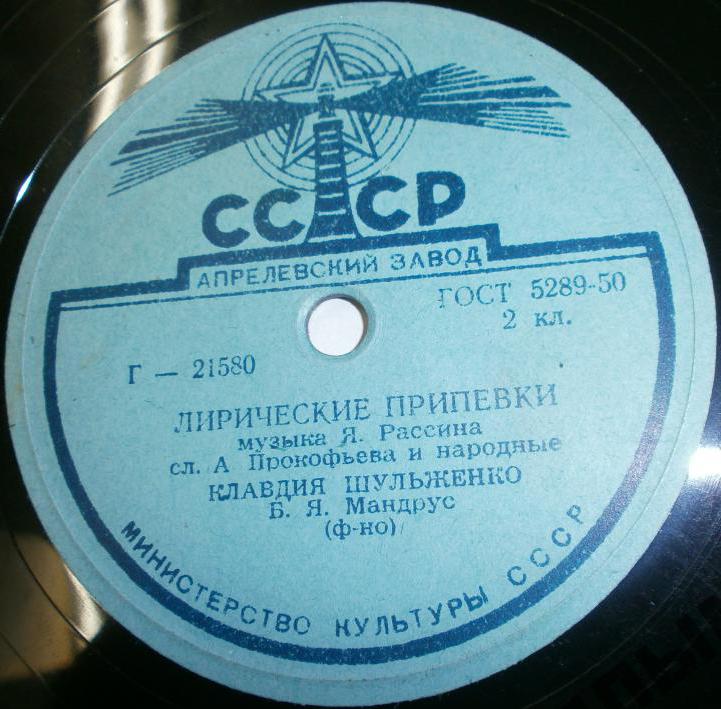 СССР
АПРЕЛЕВСКИЙ ЗАВОД
ГОСТ 5289-50
2 кл.
Г — 21580
ЛИРИЧЕСКИЕ ПРИПЕВКИ
музыка Я. Рассина
сл. А Прокофьева и народные
КЛАВДИЯ ШУЛЬЖЕНКО
Б. Я. Мандрус
(ф-но)
МИНИСТЕРСТВО КУЛЬТУРЫ СССР